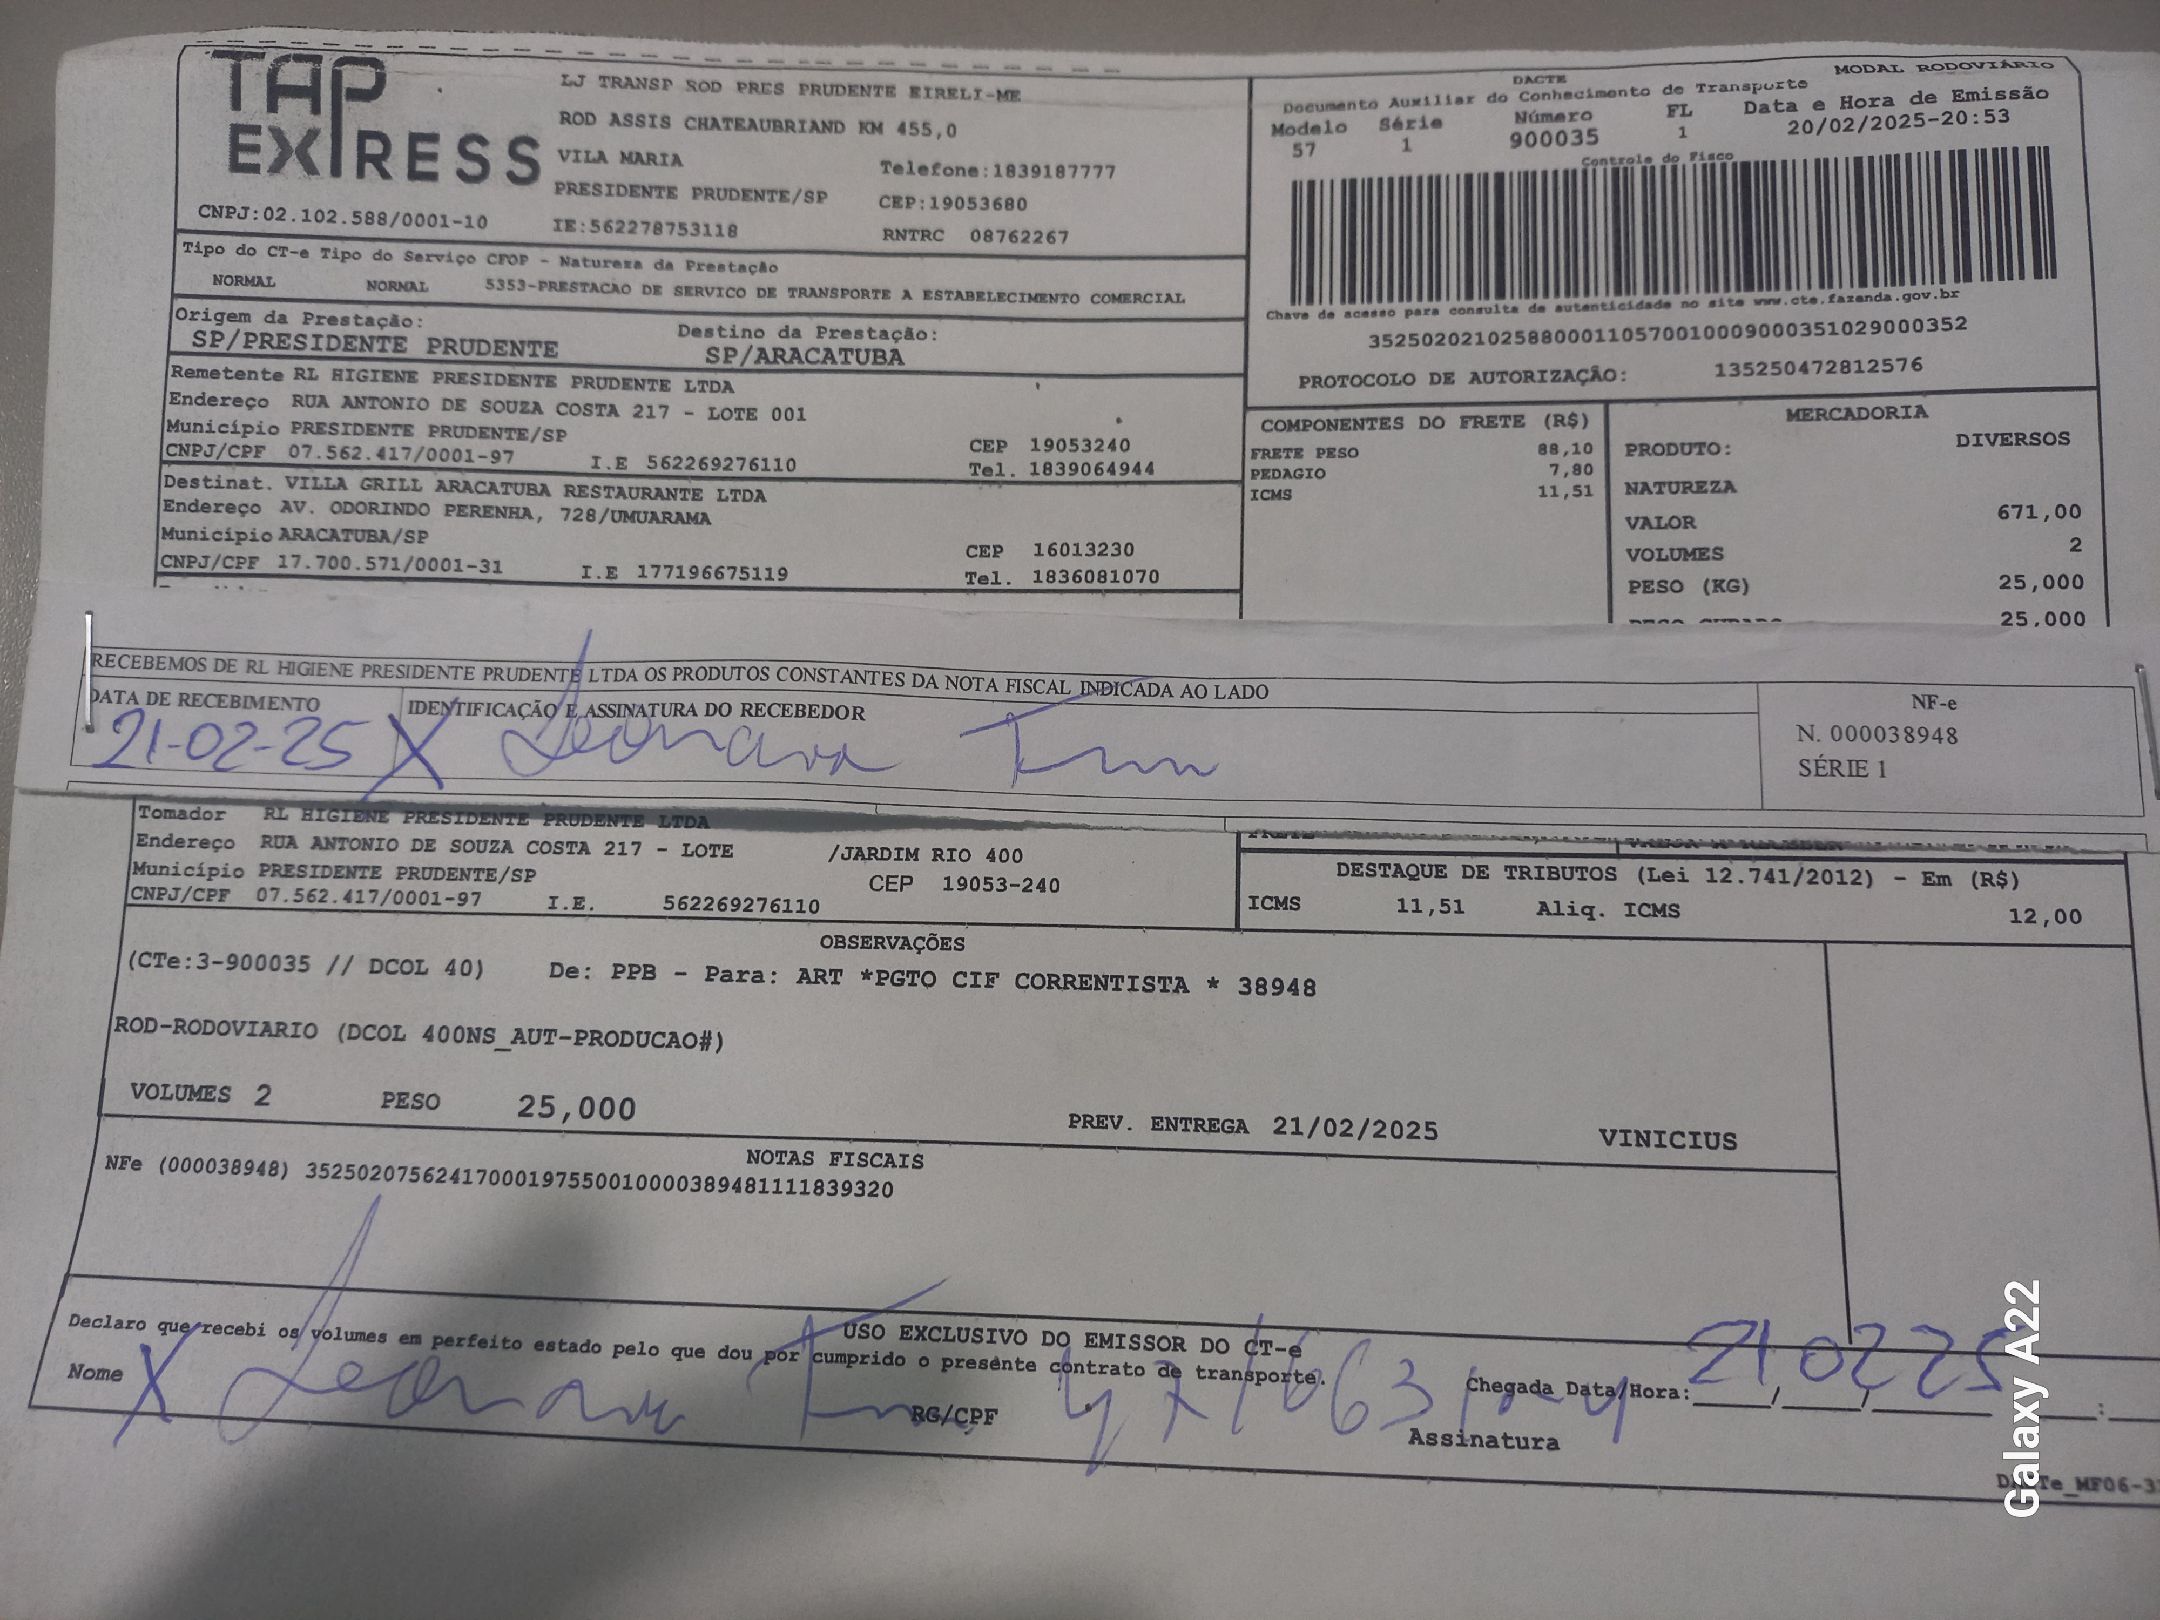 TAP
EXPRESS
LJ TRANSP ROD PRES PRUDENTE EIRELI-ME
ROD ASSIS CHATEAUBRIAND KM 455,0
VILA MARIA
Telefone:1839187777
PRESIDENTE PRUDENTE/SP
CEP:19053680
CNPJ:02.102.588/0001-10
IE:562278753118
RNTRC 08762267
MODAL RODOVIÁRIO
DACTE
Documento Auxiliar do Conhecimento de Transporte
Modelo Série Número FL Data e Hora de Emissão
57 1 900035 1 20/02/2025-20:53
Controle do Fisco
Chave de acesso para consulta de autenticidade no site www.cte.fazenda.gov.br
35250202102588000110570010009000351029000352
PROTOCOLO DE AUTORIZAÇÃO: 135250472812576
Tipo do CT-e Tipo do Serviço CFOP - Natureza da Prestação
NORMAL NORMAL 5353-PRESTACAO DE SERVICO DE TRANSPORTE A ESTABELECIMENTO COMERCIAL
Origem da Prestação: Destino da Prestação:
SP/PRESIDENTE PRUDENTE SP/ARACATUBA
Remetente RL HIGIENE PRESIDENTE PRUDENTE LTDA
Endereço RUA ANTONIO DE SOUZA COSTA 217 - LOTE 001
Município PRESIDENTE PRUDENTE/SP CEP 19053240
CNPJ/CPF 07.562.417/0001-97 I.E 562269276110 Tel. 1839064944
Destinat. VILLA GRILL ARACATUBA RESTAURANTE LTDA
Endereço AV. ODORINDO PERENHA, 728/UMUARAMA
Município ARACATUBA/SP CEP 16013230
CNPJ/CPF 17.700.571/0001-31 I.E 177196675119 Tel. 1836081070
COMPONENTES DO FRETE (R$)
FRETE PESO 88,10
PEDAGIO 7,80
ICMS 11,51
MERCADORIA
PRODUTO: DIVERSOS
NATUREZA
VALOR 671,00
VOLUMES 2
PESO (KG) 25,000
25,000
RECEBEMOS DE RL HIGIENE PRESIDENTE PRUDENTE LTDA OS PRODUTOS CONSTANTES DA NOTA FISCAL INDICADA AO LADO
DATA DE RECEBIMENTO IDENTIFICAÇÃO E ASSINATURA DO RECEBEDOR
21-02-25 X
NF-e
N. 000038948
SÉRIE 1
Tomador RL HIGIENE PRESIDENTE PRUDENTE LTDA
Endereço RUA ANTONIO DE SOUZA COSTA 217 - LOTE /JARDIM RIO 400
Município PRESIDENTE PRUDENTE/SP CEP 19053-240
CNPJ/CPF 07.562.417/0001-97 I.E. 562269276110
DESTAQUE DE TRIBUTOS (Lei 12.741/2012) - Em (R$)
ICMS 11,51 Aliq. ICMS 12,00
OBSERVAÇÕES
(CTe:3-900035 // DCOL 40) De: PPB - Para: ART *PGTO CIF CORRENTISTA * 38948
ROD-RODOVIARIO (DCOL 400NS_AUT-PRODUCAO#)
VOLUMES 2 PESO 25,000 PREV. ENTREGA 21/02/2025 VINICIUS
NOTAS FISCAIS
NFe (000038948) 35250207562417000197550010000389481111839320
USO EXCLUSIVO DO EMISSOR DO CT-e
Declaro que recebi os volumes em perfeito estado pelo que dou por cumprido o presente contrato de transporte.
Nome X RG/CPF Chegada Data/Hora: 21 02 25
Assinatura
Galaxy A22